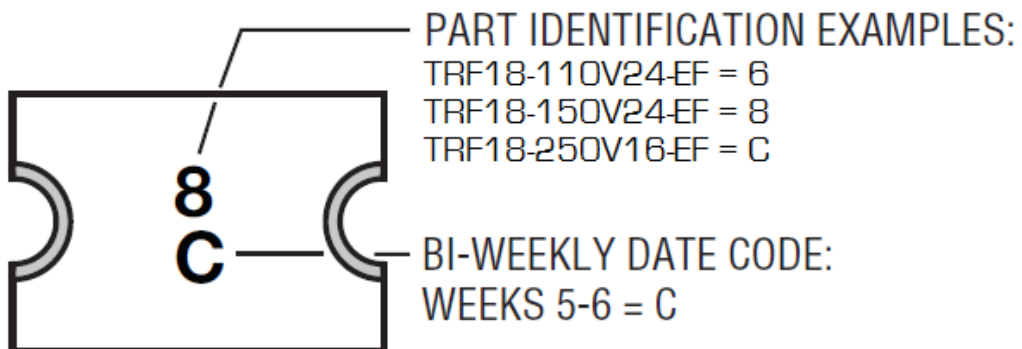 PART IDENTIFICATION EXAMPLES:
TRF18-110V24-EF = 6
TRF18-150V24-EF = 8
TRF18-250V16-EF = C
8
C
BI-WEEKLY DATE CODE:
WEEKS 5-6 = C